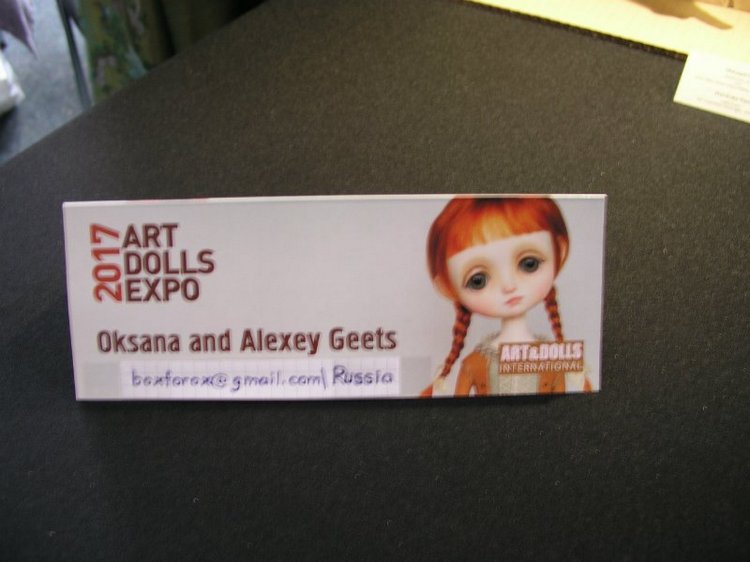 2017
ART
DOLLS
EXPO
Oksana and Alexey Geets
boxforox@gmail.com\ Russia
ART&DOLLS
INTERNATIONAL